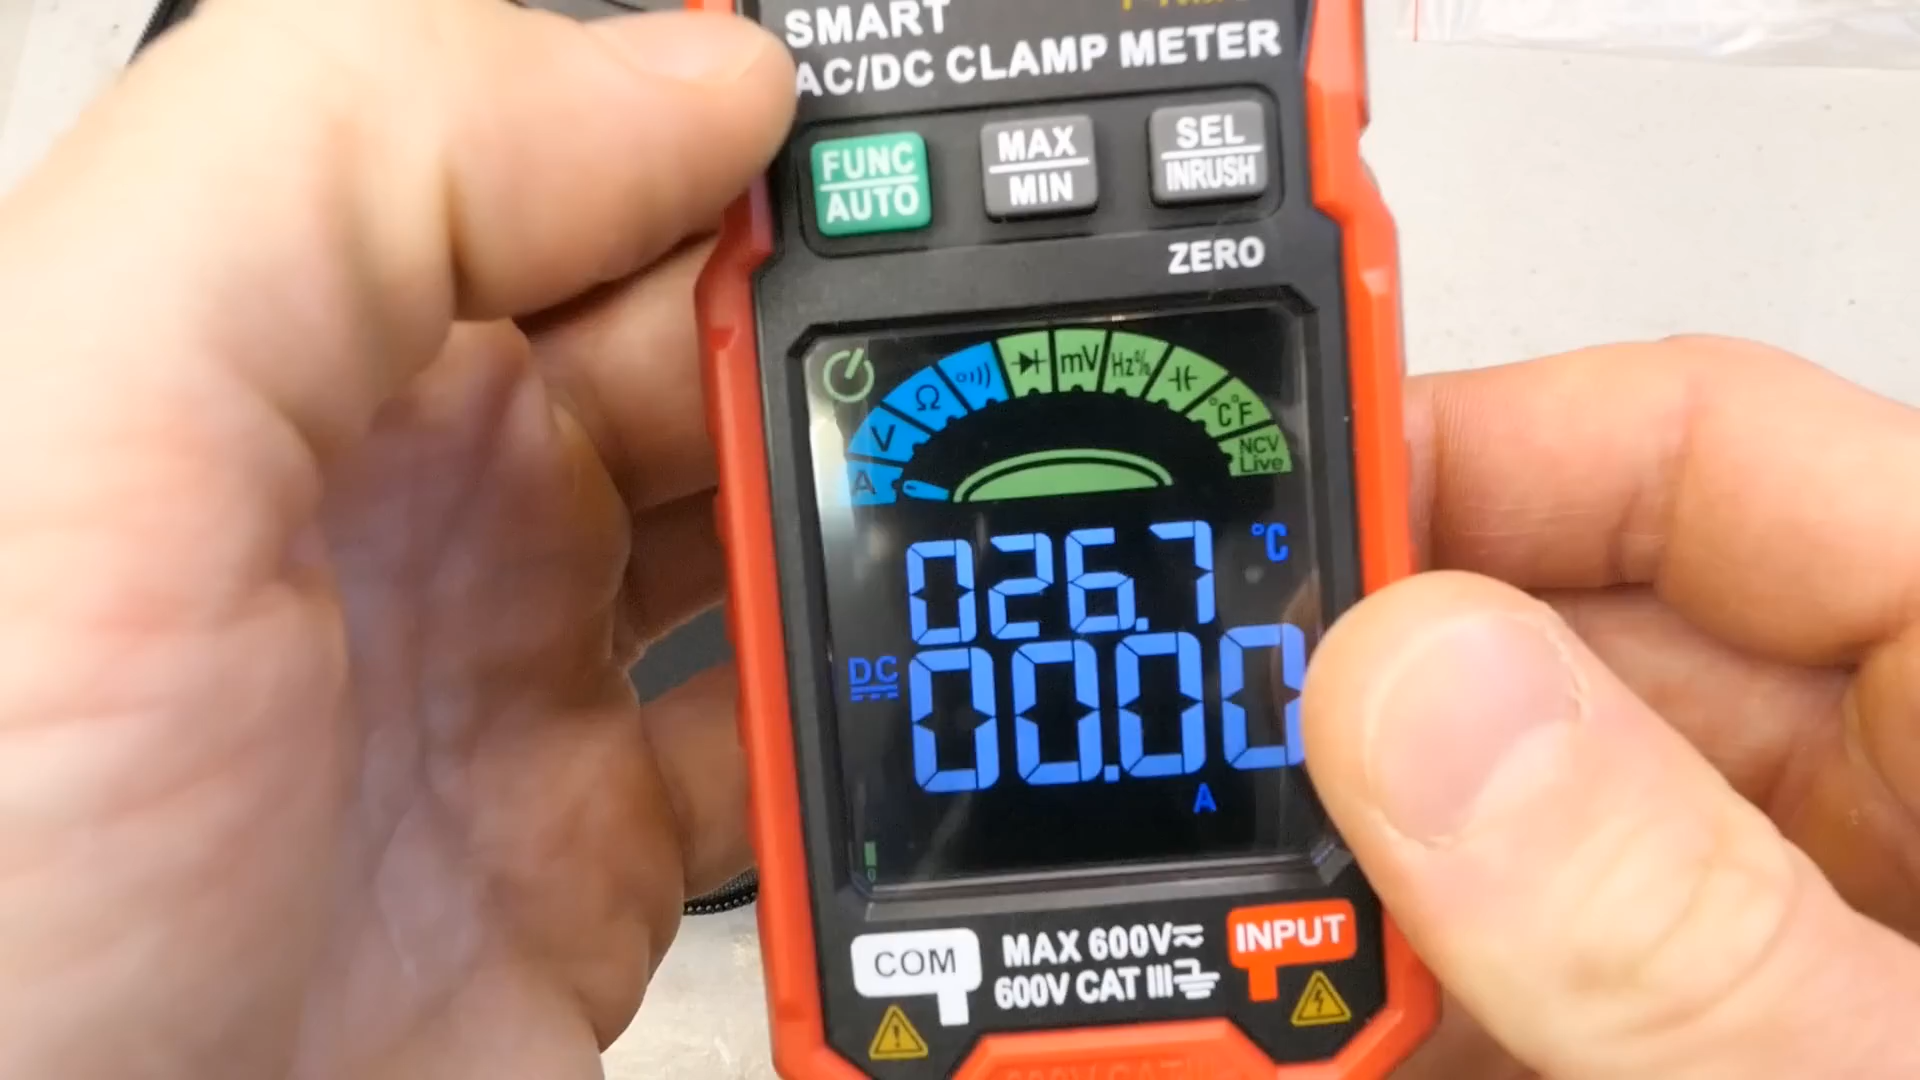 SMART
AC/DC CLAMP METER
FUNC
AUTO
MAX
MIN
SEL
INRUSH
ZERO
A V Ω mV Hz% °C°F NCV Live
026.7 °C
DC 00.00
A
0
COM
MAX 600V
INPUT
600V CAT III